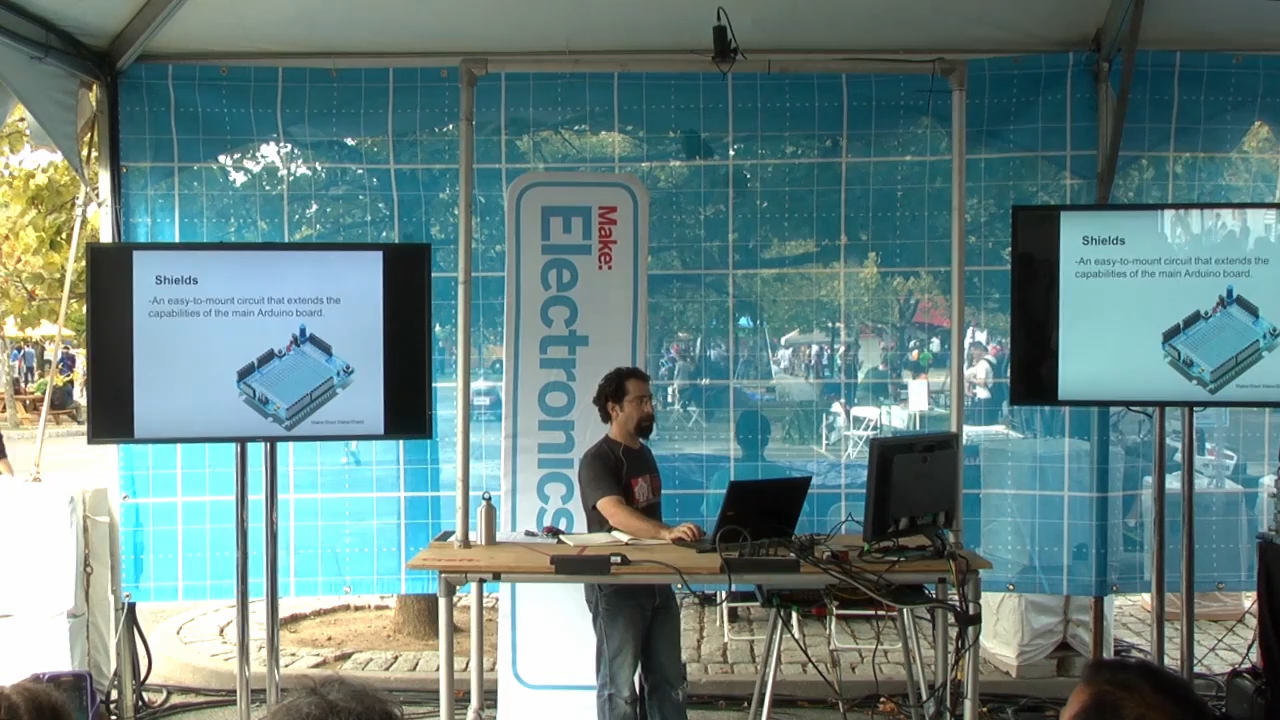 Shields
-An easy-to-mount circuit that extends the
capabilities of the main Arduino board.
Make:
Electronics
Shields
-An easy-to-mount circuit that extends the
capabilities of the main Arduino board.